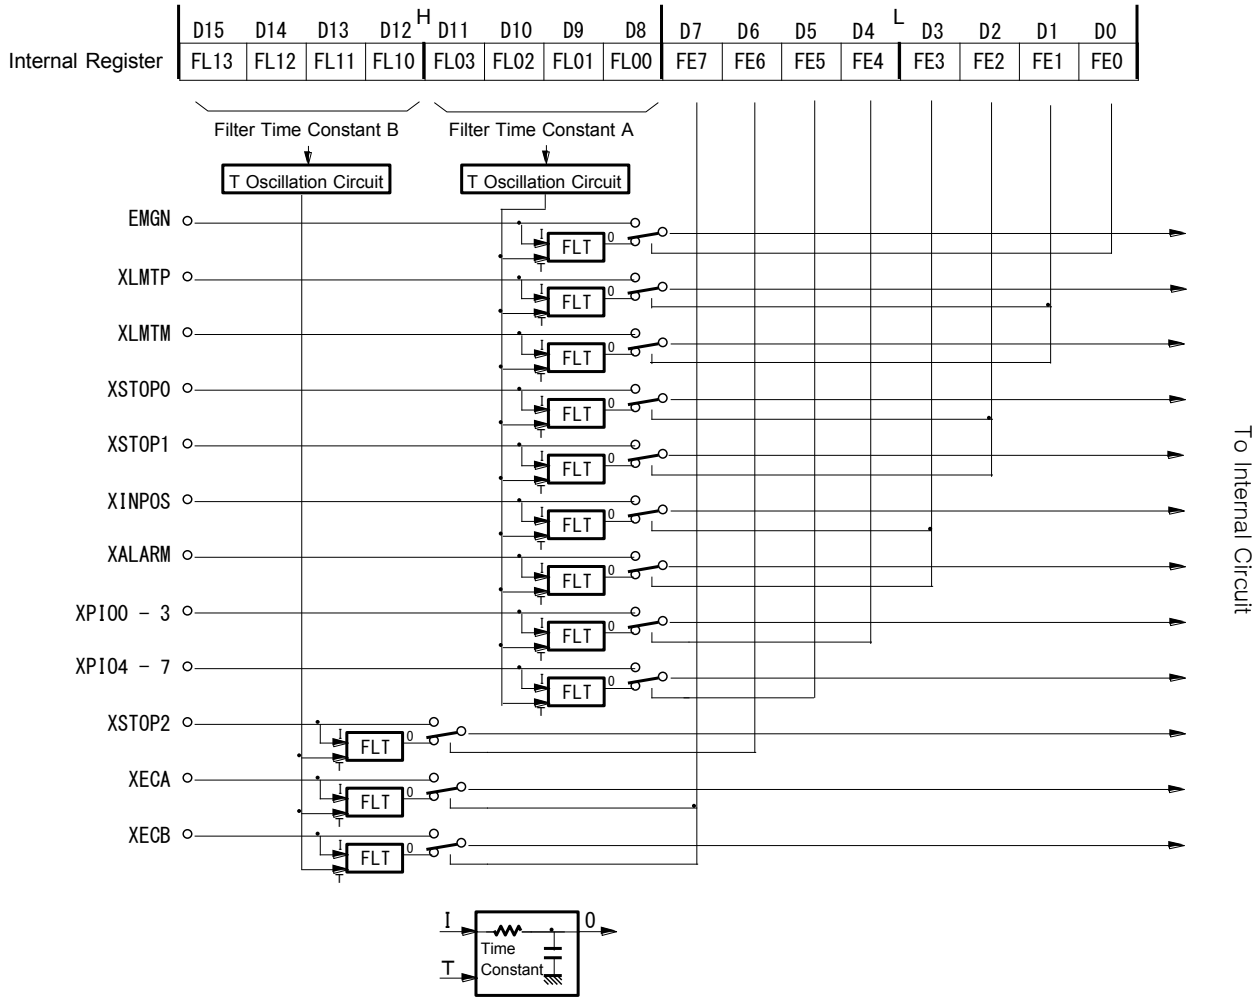 H L
D15 D14 D13 D12 D11 D10 D9 D8 D7 D6 D5 D4 D3 D2 D1 D0
Internal Register FL13 FL12 FL11 FL10 FL03 FL02 FL01 FL00 FE7 FE6 FE5 FE4 FE3 FE2 FE1 FE0
Filter Time Constant B Filter Time Constant A
T Oscillation Circuit T Oscillation Circuit
EMGN I FLT O T
XLMTP I FLT O T
XLMTM I FLT O T
XSTOP0 I FLT O T
XSTOP1 I FLT O T
XINPOS I FLT O T
XALARM I FLT O T
XPIO0 - 3 I FLT O T
XPIO4 - 7 I FLT O T
XSTOP2 I FLT O T
XECA I FLT O T
XECB I FLT O T
To Internal Circuit
I O
Time
T Constant